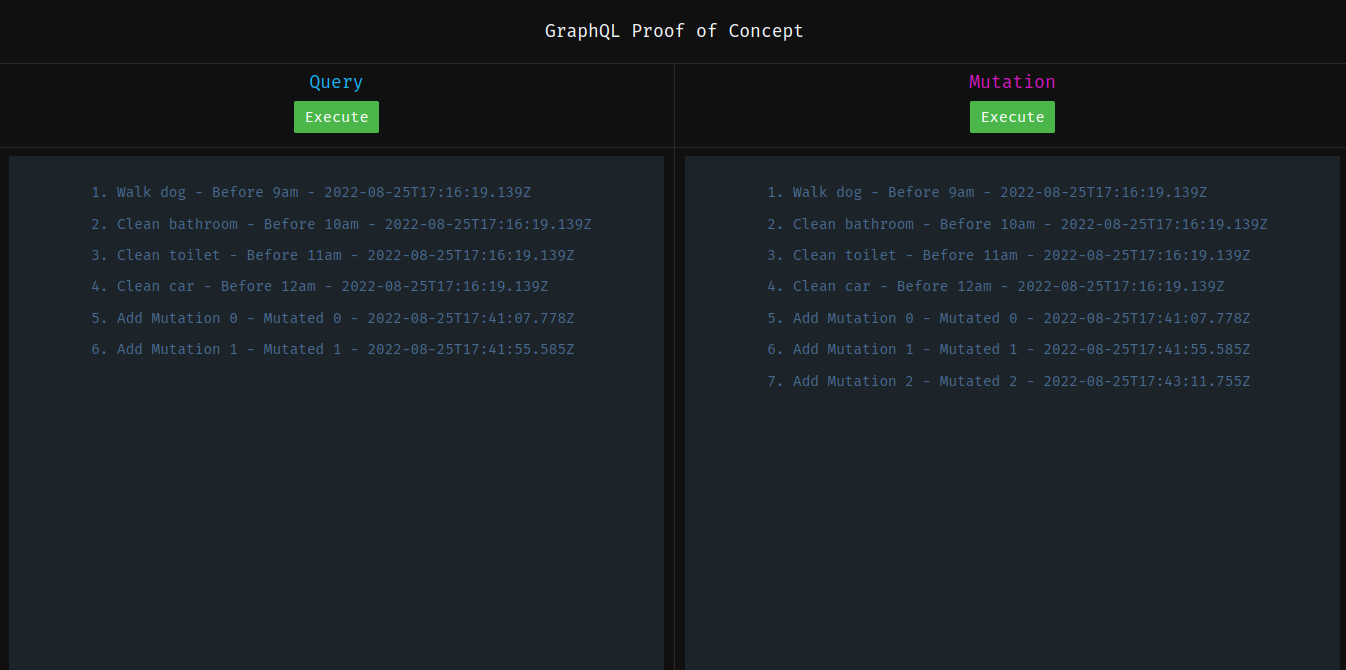 GraphQL Proof of Concept
Query
Execute
1. Walk dog - Before 9am - 2022-08-25T17:16:19.139Z
2. Clean bathroom - Before 10am - 2022-08-25T17:16:19.139Z
3. Clean toilet - Before 11am - 2022-08-25T17:16:19.139Z
4. Clean car - Before 12am - 2022-08-25T17:16:19.139Z
5. Add Mutation 0 - Mutated 0 - 2022-08-25T17:41:07.778Z
6. Add Mutation 1 - Mutated 1 - 2022-08-25T17:41:55.585Z
Mutation
Execute
1. Walk dog - Before 9am - 2022-08-25T17:16:19.139Z
2. Clean bathroom - Before 10am - 2022-08-25T17:16:19.139Z
3. Clean toilet - Before 11am - 2022-08-25T17:16:19.139Z
4. Clean car - Before 12am - 2022-08-25T17:16:19.139Z
5. Add Mutation 0 - Mutated 0 - 2022-08-25T17:41:07.778Z
6. Add Mutation 1 - Mutated 1 - 2022-08-25T17:41:55.585Z
7. Add Mutation 2 - Mutated 2 - 2022-08-25T17:43:11.755Z